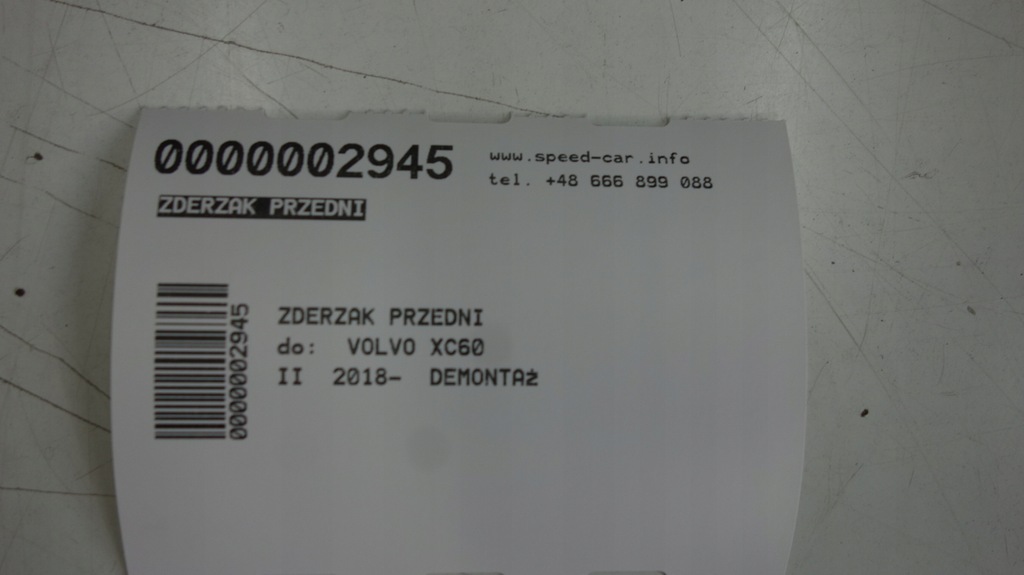 0000002945
www.speed-car.info
tel. +48 666 899 088
ZDERZAK PRZEDNI
0000002945
ZDERZAK PRZEDNI
do: VOLVO XC60
II 2018- DEMONTAż